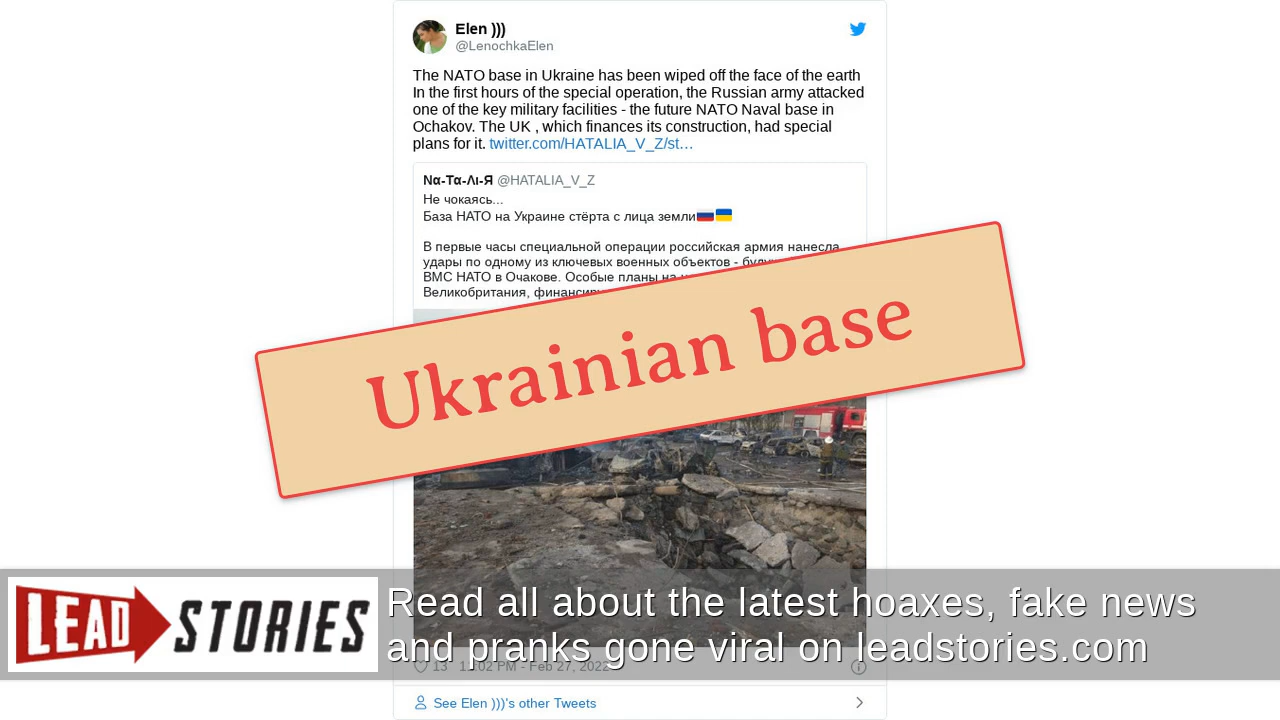 Elen )))
@LenochkaElen
The NATO base in Ukraine has been wiped off the face of the earth
In the first hours of the special operation, the Russian army attacked
one of the key military facilities - the future NATO Naval base in
Ochakov. The UK , which finances its construction, had special
plans for it. twitter.com/HATALIA_V_Z/st…
Nα-Tα-Λι-Я @HATALIA_V_Z
Не чокаясь...
База НАТО на Украине стёрта с лица земли
В первые часы специальной операции российская армия нанесла
удары по одному из ключевых военных объектов -
ВМС НАТО в Очакове. Особые планы на
Великобритания,
Ukrainian base
LEAD STORIES
Read all about the latest hoaxes, fake news
and pranks gone viral on leadstories.com
13 PM - Feb 27, 2022
See Elen )))'s other Tweets